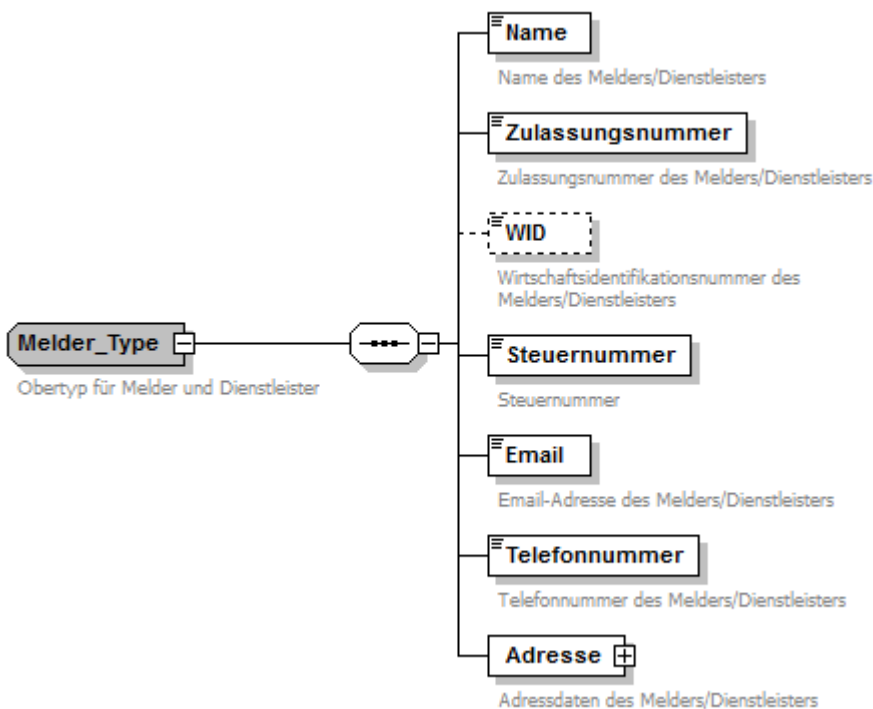 Name
Name des Melders/Dienstleisters
Zulassungsnummer
Zulassungsnummer des Melders/Dienstleisters
WID
Wirtschaftsidentifikationsnummer des
Melders/Dienstleisters
Melder_Type
Obertyp für Melder und Dienstleister
Steuernummer
Steuernummer
Email
Email-Adresse des Melders/Dienstleisters
Telefonnummer
Telefonnummer des Melders/Dienstleisters
Adresse
Adressdaten des Melders/Dienstleisters